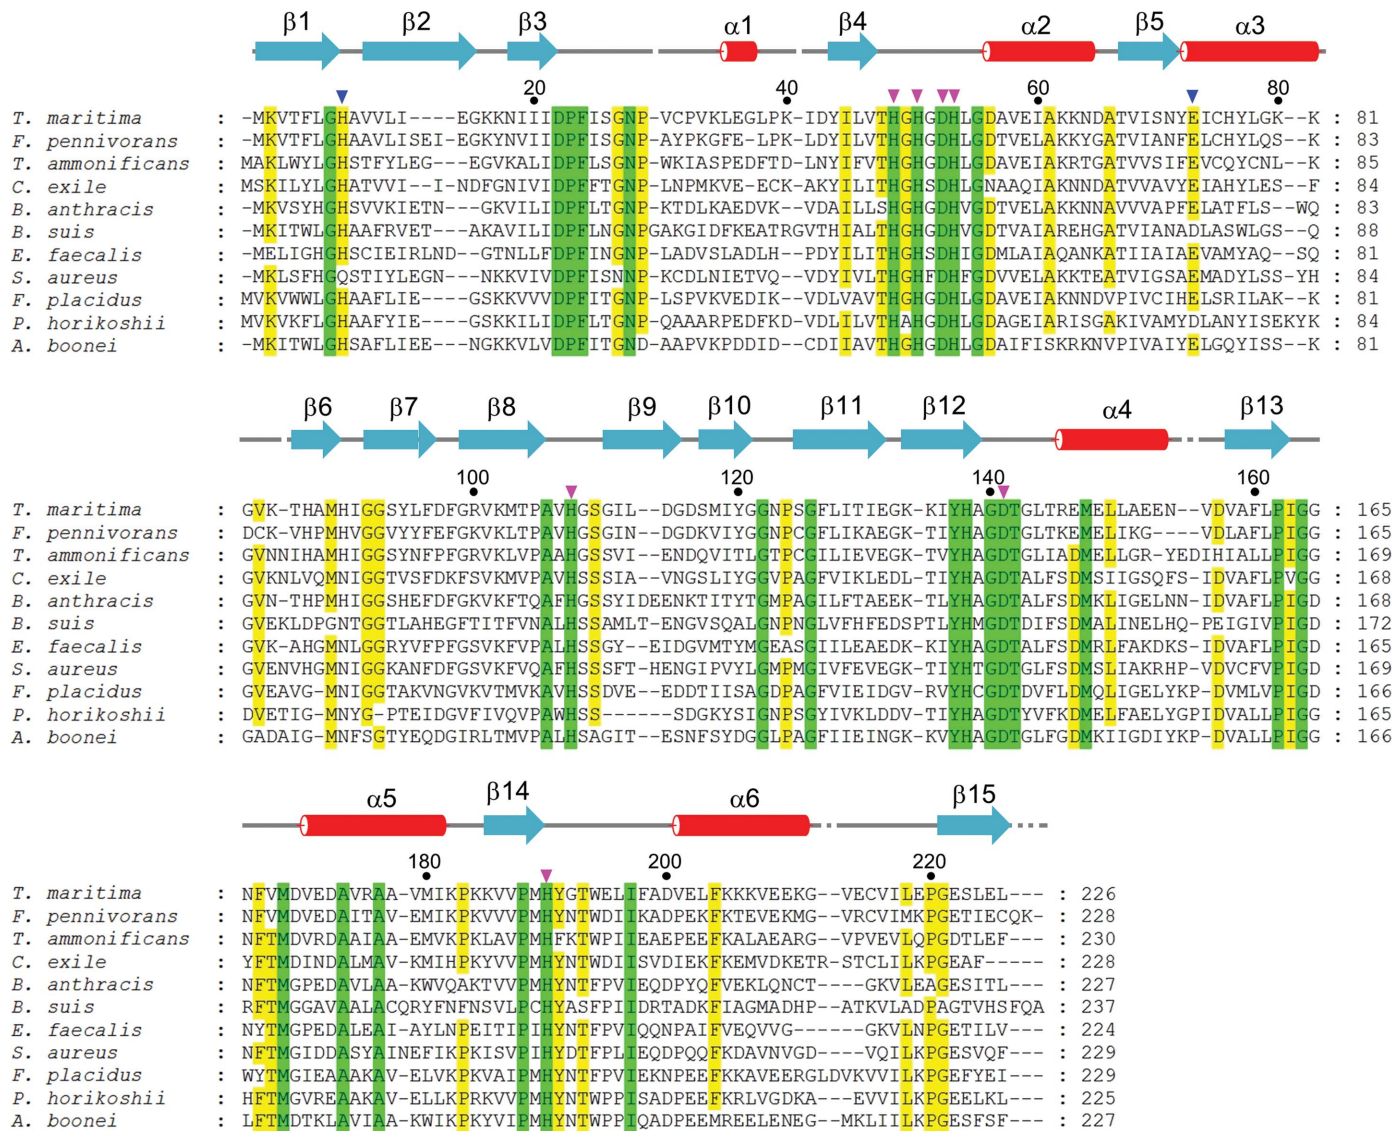 β1 β2 β3 α1 β4 α2 β5 α3
20 40 60 80
T. maritima : -MKVTFLGHAVVLI----EGKKNIIIDPFISGNP-VCPVKLEGLPK-IDYILVTHGHGDHLGDAVEIAKKNDATVISNYEICHYLGK--K : 81
F. pennivorans : -MKVTFLGHAAVLISEI-EGKYNVIIDPFLTGNP-AYPKGFE-LPK-LDYILVTHGHGDHLGDTVELAKKYGATVIANFELCHYLQS--K : 83
T. ammonificans : MAKLWYLGHSTFYLEG--EGVKALIDPFLSGNP-WKIASPEDFTD-LNYIFVTHGHGDHLGDAVEIAKRTGATVVSIFEVCQYCNL--K : 85
C. exile : MSKILYLGHATVVI--I-NDFGNIVIDPFFTGNP-LNPMKVE-ECK-AKYILITHGHSDHLGNAAQIAKNNDATVVAVYEIAHYLES--F : 84
B. anthracis : -MKVSYHGHSVVKIETN---GKVILIDPFLTGNP-KTDLKAEDVK-VDAILLSHGHGDHVGDTVELAKKNNAVVVAPFELATFLS--WQ : 83
B. suis : -MKITWLGHAAFRVET--AKAVILIDPFLNGNPGAKGIDFKEATRGVTHIALTHGHGDHVGDTVAIAREHGATVIANADLASWLGS--Q : 88
E. faecalis : -MELIGHGHSCIEIRLND--GTNLLFDPFINGNP-LADVSLADLH-PDYILITHGHSDHIGDMLAIAQANKATIIAIAEVAMYAQ--SQ : 81
S. aureus : -MKLSFHGQSTIYLEGN--NKKVIVDPFISNNP-KCDLNIETVQ-VDYIVLTHGHFDHFGDVVELAKKTEATVIGSAEMADYLSS-YH : 84
F. placidus : MVKVWWLGHAAFLIE---GSKKVVVDPFITGNP-LSPVKVEDIK-VDLVAVTHGHGDHLGDAVEIAKNNDVPIVCIHELSRILAK--K : 81
P. horikoshii : MVKVKFLGHAAFYIE----GSKKILIDPFLTGNP-QAAARPEDFKD-VDLILVTHAHGDHLGDAGEIARISGAKIVAMYDLANYISEKYK : 84
A. boonei : -MKITWLGHSAFLIEE---NGKKVLVDPFITGND-AAPVKPDDID-CDIIAVTHGHGDHLGDAIFISKRKNVPIVAIYELGQYISS--K : 81
β6 β7 β8 β9 β10 β11 β12 α4 β13
100 120 140 160
T. maritima : GVK-THAMHIGGSYLFDFGRVKMTPAVHGSGIL--DGDSMIYGGNPSGFLITIEGK-KIYHAGDTGLTREMELLAEEN--VDVAFLPIGG : 165
F. pennivorans : DCK-VHPMHVGGVYYFEFGKVKLTPAVHGSGIN--DGDKVIYGGNPCGFLIKAEGK-TIYHAGDTGLTKEMELIKG----VDLAFLPIGG : 165
T. ammonificans : GVNNIHAMHIGGSYNFPFGRVKLVPAAHGSSVI--ENDQVITLGTPCGILIEVEGK-TVYHAGDTGLIADMELLGR-YEDIHIALLPIGG : 169
C. exile : GVKNLVQMNIGGTVSFDKFSVKMVPAVHSSSIA--VNGSLIYGGVPAGFVIKLEDL-TIYHAGDTALFSDMSIIGSQFS-IDVAFLPVGG : 168
B. anthracis : GVN-THPMHIGGSHEFDFGKVKFTQAFHGSSYIDEENKTITYTGMPAGILFTAEEK-TLYHAGDTALFSDMKLIGELNN-IDVAFLPIGD : 168
B. suis : GVEKLDPGNTGGTLAHEGFTITFVNALHSSAMLT-ENGVSQALGNPNGLVFHFEDSPTLYHMGDTDIFSDMALINELHQ-PEIGIVPIGD : 172
E. faecalis : GVK-AHGMNLGGRYVFPFGSVKFVPALHSSGY--EIDGVMTYMGEASGIILEAEDK-KIYHAGDTALFSDMRLFAKDKS-IDVAFLPIGD : 165
S. aureus : GVENVHGMNIGGKANFDFGSVKFVQAFHSSSFT-HENGIPVYLGMPMGIVFEVEGK-TIYHTGDTGLFSDMSLIAKRHP-VDVCFVPIGD : 169
F. placidus : GVEAVG-MNIGGTAKVNGVKVTMVKAVHSSDVE--EDDTIISAGDPAGFVIEIDGV-RVYHCGDTDVFLDMQLIGELYKP-DVMLVPIGD : 166
P. horikoshii : DVETIG-MNYG-PTEIDGVFIVQVPAWHSS------SDGKYSIGNPSGYIVKLDDV-TIYHAGDTYVFKDMELFAELYGPIDVALLPIGG : 165
A. boonei : GADAIG-MNFSGTYEQDGIRLTMVPALHSAGIT--ESNFSYDGGLPAGFIIEINGK-KVYHAGDTGLFGDMKIIGDIYKP-DVALLPIGG : 166
α5 β14 α6 β15
180 200 220
T. maritima : NFVMDVEDAVRAA-VMIKPKKVVPMHYGTWELIFADVELFKKKVEEKG--VECVILEPGESLEL--- : 226
F. pennivorans : NFVMDVEDAITAV-EMIKPKVVVPMHYNTWDIIKADPEKFKTEVEKMG--VRCVIMKPGETIECQK- : 228
T. ammonificans : NFTMDVRDAAIAA-EMVKPKLAVPMHFKTWPIIEAEPEEFKALAEARG--VPVEVLQPGDTLEF--- : 230
C. exile : YFTMDINDALMAV-KMIHPKYVVPMHYNTWDIISVDIEKFKEMVDKETR-STCLILKPGEAF----- : 228
B. anthracis : NFTMGPEDAVLAA-KWVQAKTVVPMHYNTFPVIEQDPYQFVEKLQNCT----GKVLEAGESITL--- : 227
B. suis : RFTMGGAVAALACQRYFNFNSVLPCHYASFPIIDRTADKFIAGMADHP--ATKVLADPAGTVHSFQA : 237
E. faecalis : NYTMGPEDALEAI-AYLNPEITIPIHYNTFPVIQQNPAIFVEQVVG------GKVLNPGETILV--- : 224
S. aureus : NFTMGIDDASYAINEFIKPKISVPIHYDTFPLIEQDPQQFKDAVNVGD----VQILKPGESVQF--- : 229
F. placidus : WYTMGIEAAAKAV-ELVKPKVAIPMHYNTFPVIEKNPEEFKKAVEERGLDVKVVILKPGEFYEI--- : 229
P. horikoshii : HFTMGVREAAKAV-ELLKPRKVVPMHYNTWPPISADPEEFKRLVGDKA---EVVILKPGEELKL--- : 225
A. boonei : LFTMDTKLAVIAA-KWIKPKYVIPMHYNTWPPIQADPEEMREELENEG--MKLIILKPGESFSF--- : 227